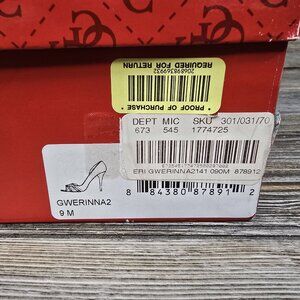 REQUIRED FOR RETURN
* PROOF OF PURCHASE *
DEPT MIC SKU 301/031/70
673 545 1774725
ERI GWERINNA2141 090M 878912
8 84380 87891 2
GWERINNA2
9 M